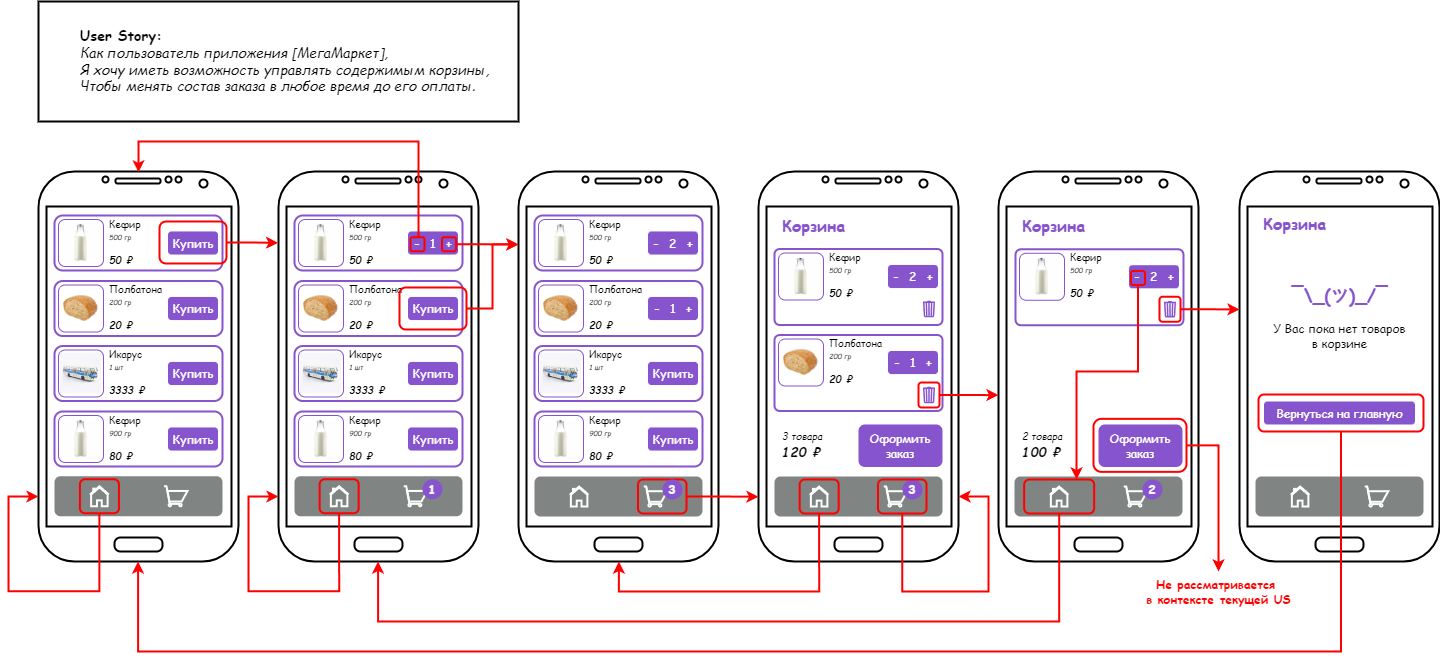 User Story:
Как пользователь приложения [МегаМаркет],
Я хочу иметь возможность управлять содержимым корзины,
Чтобы менять состав заказа в любое время до его оплаты.
Кефир
500 гр
50 ₽
Купить
Полбатона
200 гр
20 ₽
Купить
Икарус
1 шт
3333 ₽
Купить
Кефир
900 гр
80 ₽
Купить
Кефир
500 гр
50 ₽
- 1 +
Полбатона
200 гр
20 ₽
Купить
Икарус
1 шт
3333 ₽
Купить
Кефир
900 гр
80 ₽
Купить
1
Кефир
500 гр
50 ₽
- 2 +
Полбатона
200 гр
20 ₽
- 1 +
Икарус
1 шт
3333 ₽
Купить
Кефир
900 гр
80 ₽
Купить
3
Корзина
Кефир
500 гр
50 ₽
- 2 +
Полбатона
200 гр
20 ₽
- 1 +
3 товара
120 ₽
Оформить
заказ
3
Корзина
Кефир
500 гр
50 ₽
- 2 +
2 товара
100 ₽
Оформить
заказ
2
Не рассматривается
в контексте текущей US
Корзина
¯\_(ツ)_/¯
У Вас пока нет товаров
в корзине
Вернуться на главную